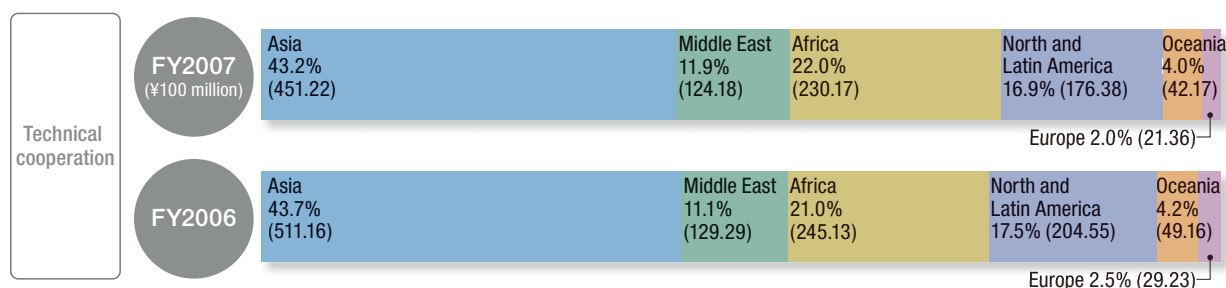 Technical
cooperation
FY2007
(¥100 million)
Asia
43.2%
(451.22)
Middle East
11.9%
(124.18)
Africa
22.0%
(230.17)
North and
Latin America
16.9% (176.38)
Oceania
4.0%
(42.17)
Europe 2.0% (21.36)
FY2006
Asia
43.7%
(511.16)
Middle East
11.1%
(129.29)
Africa
21.0%
(245.13)
North and
Latin America
17.5% (204.55)
Oceania
4.2%
(49.16)
Europe 2.5% (29.23)